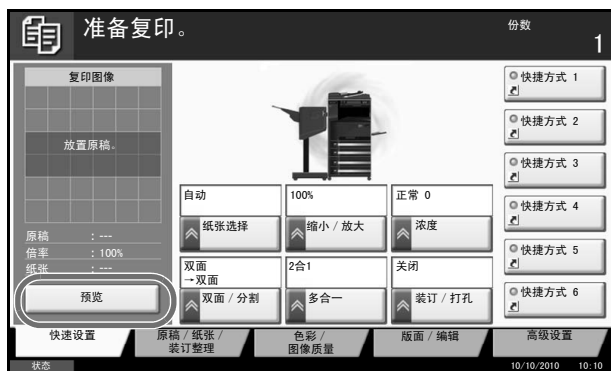 准备复印。
份数
1
复印图像
放置原稿。
原稿 : ---
倍率 : 100%
纸张 : ---
预览
自动
纸张选择
100%
缩小 / 放大
正常 0
浓度
双面
→双面
双面 / 分割
2合1
多合一
关闭
装订 / 打孔
快捷方式 1
快捷方式 2
快捷方式 3
快捷方式 4
快捷方式 5
快捷方式 6
快速设置
原稿 / 纸张 /
装订整理
色彩 /
图像质量
版面 / 编辑
高级设置
状态
10/10/2010 10:10